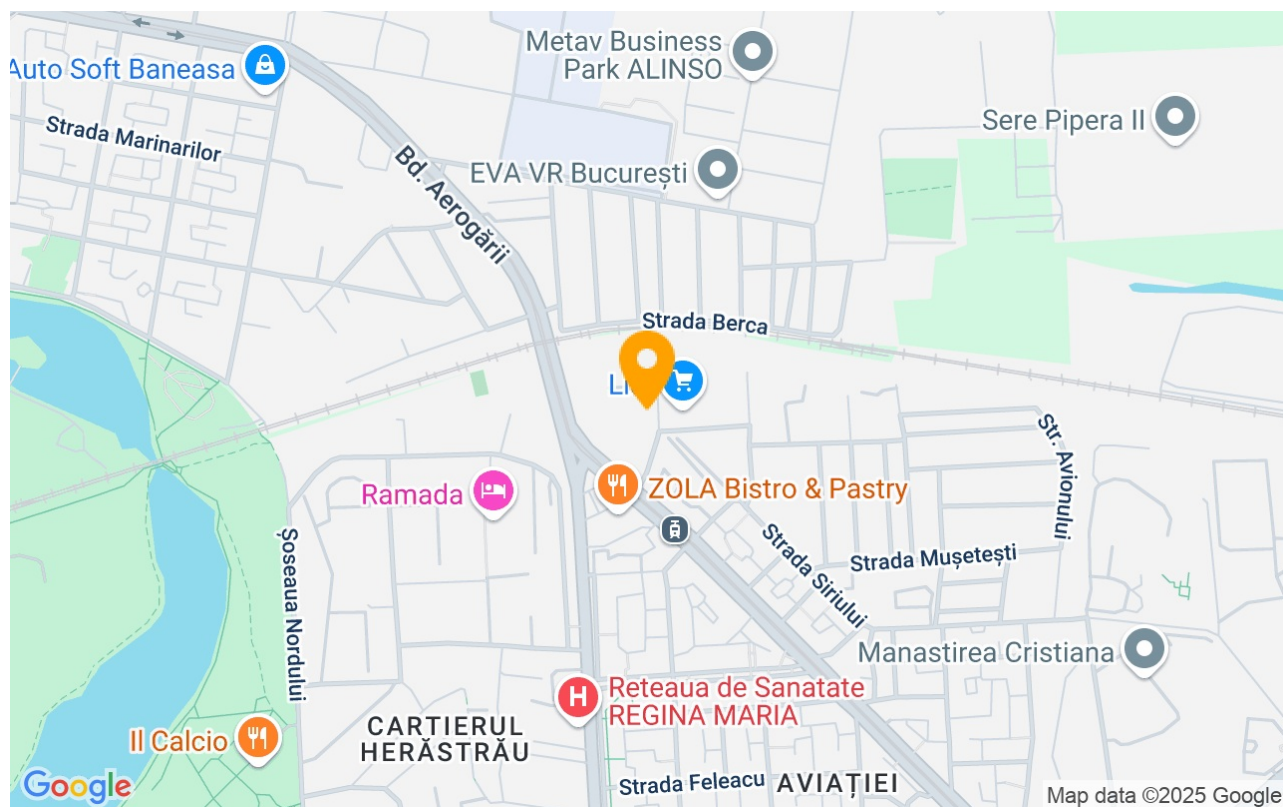 Metav Business
Park ALINSO
Auto Soft Baneasa
Sere Pipera II
Strada Marinarilor
EVA VR București
Bd. Aerogării
Strada Berca
Str. Avionului
Ramada
ZOLA Bistro & Pastry
Șoseaua Nordului
Strada Siriului
Strada Mușetești
Manastirea Cristiana
H
Reteaua de Sanatate
REGINA MARIA
CARTIERUL
HERĂSTRĂU
Il Calcio
Strada Feleacu
AVIAȚIEI
Google
Map data ©2025 Google